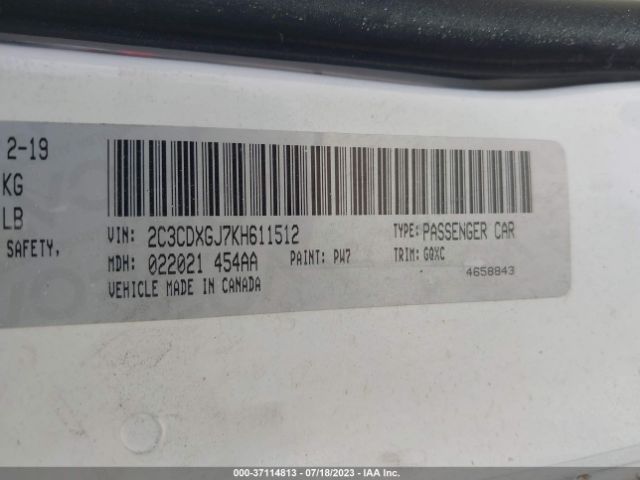 2-19
KG
LB
SAFETY,
VIN: 2C3CDXGJ7KH611512 TYPE: PASSENGER CAR
MDH: 022021 454AA PAINT: PW7 TRIM: GQXC
4658843
VEHICLE MADE IN CANADA
000-37114813 - 07/18/2023 - IAA Inc.